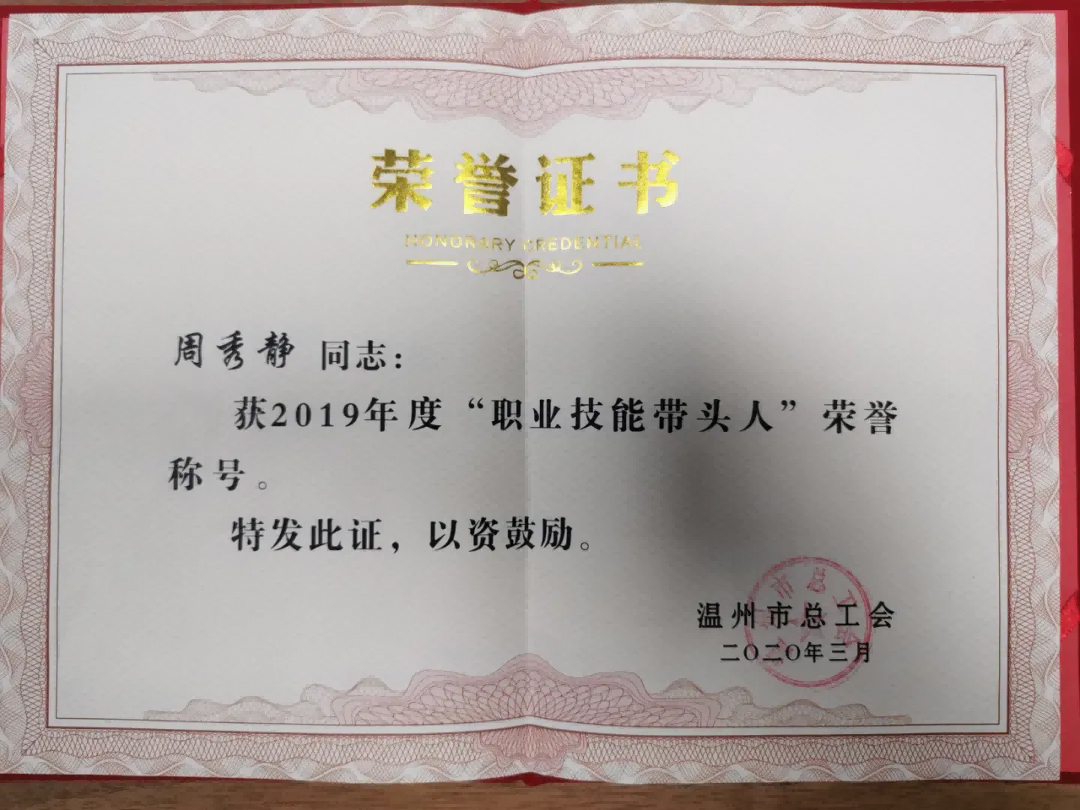 荣誉证书
HONORARY CREDENTIAL
周秀静 同志：
获2019年度“职业技能带头人”荣誉
称号。
特发此证，以资鼓励。
温州市总工会
二〇二〇年三月